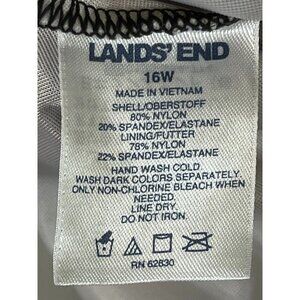 LANDS' END
16W
MADE IN VIETNAM
SHELL/OBERSTOFF
80% NYLON
20% SPANDEX/ELASTANE
LINING/FUTTER
78% NYLON
22% SPANDEX/ELASTANE
HAND WASH COLD.
WASH DARK COLORS SEPARATELY.
ONLY NON-CHLORINE BLEACH WHEN
NEEDED.
LINE DRY.
DO NOT IRON.
RN 62830